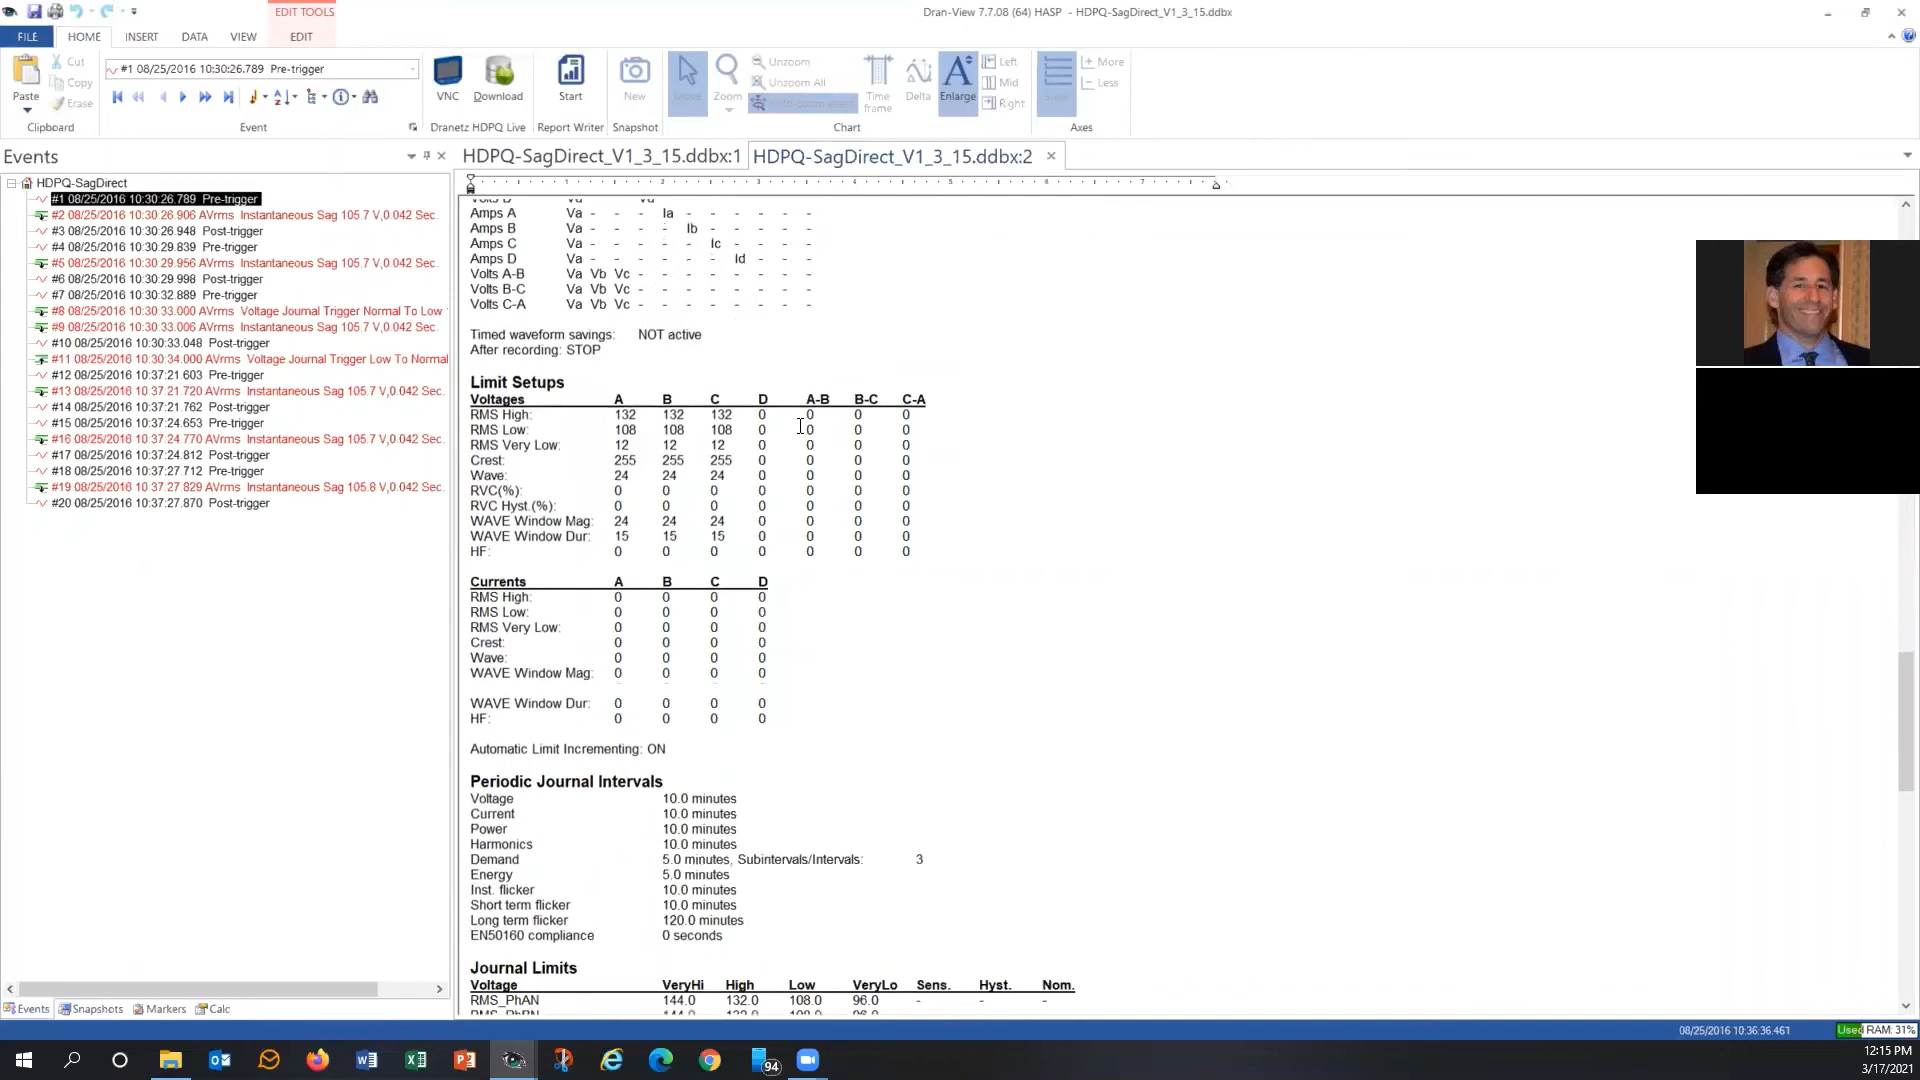 EDIT TOOLS
Dran-View 7.7.08 (64) HASP - HDPQ-SagDirect_V1_3_15.ddbx
FILE HOME INSERT DATA VIEW EDIT
Paste
Cut
Copy
Erase
Clipboard
#1 08/25/2016 10:30:26.789 Pre-trigger
Event
VNC Download
Dranetz HDPQ Live
Start
Report Writer
New
Snapshot
Move
Zoom
Unzoom
Unzoom All
Time frame
Delta
Enlarge
Left
Mid
Right
Chart
More
Less
Axes
Events
HDPQ-SagDirect_V1_3_15.ddbx:1 HDPQ-SagDirect_V1_3_15.ddbx:2
HDPQ-SagDirect
#1 08/25/2016 10:30:26.789 Pre-trigger
#2 08/25/2016 10:30:26.906 AVrms Instantaneous Sag 105.7 V,0.042 Sec.
#3 08/25/2016 10:30:26.948 Post-trigger
#4 08/25/2016 10:30:29.839 Pre-trigger
#5 08/25/2016 10:30:29.956 AVrms Instantaneous Sag 105.7 V,0.042 Sec.
#6 08/25/2016 10:30:29.998 Post-trigger
#7 08/25/2016 10:30:32.889 Pre-trigger
#8 08/25/2016 10:30:33.000 AVrms Voltage Journal Trigger Normal To Low
#9 08/25/2016 10:30:33.006 AVrms Instantaneous Sag 105.7 V,0.042 Sec.
#10 08/25/2016 10:30:33.048 Post-trigger
#11 08/25/2016 10:30:34.000 AVrms Voltage Journal Trigger Low To Normal
#12 08/25/2016 10:37:21.603 Pre-trigger
#13 08/25/2016 10:37:21.720 AVrms Instantaneous Sag 105.7 V,0.042 Sec.
#14 08/25/2016 10:37:21.762 Post-trigger
#15 08/25/2016 10:37:24.653 Pre-trigger
#16 08/25/2016 10:37:24.770 AVrms Instantaneous Sag 105.7 V,0.042 Sec.
#17 08/25/2016 10:37:24.812 Post-trigger
#18 08/25/2016 10:37:27.712 Pre-trigger
#19 08/25/2016 10:37:27.829 AVrms Instantaneous Sag 105.8 V,0.042 Sec.
#20 08/25/2016 10:37:27.870 Post-trigger
1 2 3 4 5 6 7
Volts D Va
Amps A Va - - - Ia - - - - - -
Amps B Va - - - - Ib - - - - -
Amps C Va - - - - - Ic - - - -
Amps D Va - - - - - - Id - - -
Volts A-B Va Vb Vc - - - - - - - -
Volts B-C Va Vb Vc - - - - - - - -
Volts C-A Va Vb Vc - - - - - - - -
Timed waveform savings: NOT active
After recording: STOP
Limit Setups
Voltages A B C D A-B B-C C-A
RMS High: 132 132 132 0 0 0 0
RMS Low: 108 108 108 0 0 0 0
RMS Very Low: 12 12 12 0 0 0 0
Crest: 255 255 255 0 0 0 0
Wave: 24 24 24 0 0 0 0
RVC(%): 0 0 0 0 0 0 0
RVC Hyst.(%): 0 0 0 0 0 0 0
WAVE Window Mag: 24 24 24 0 0 0 0
WAVE Window Dur: 15 15 15 0 0 0 0
HF: 0 0 0 0 0 0 0
Currents A B C D
RMS High: 0 0 0 0
RMS Low: 0 0 0 0
RMS Very Low: 0 0 0 0
Crest: 0 0 0 0
Wave: 0 0 0 0
WAVE Window Mag: 0 0 0 0
WAVE Window Dur: 0 0 0 0
HF: 0 0 0 0
Automatic Limit Incrementing: ON
Periodic Journal Intervals
Voltage 10.0 minutes
Current 10.0 minutes
Power 10.0 minutes
Harmonics 10.0 minutes
Demand 5.0 minutes, Subintervals/Intervals: 3
Energy 5.0 minutes
Inst. flicker 10.0 minutes
Short term flicker 10.0 minutes
Long term flicker 120.0 minutes
EN50160 compliance 0 seconds
Journal Limits
Voltage VeryHi High Low VeryLo Sens. Hyst. Nom.
RMS_PhAN 144.0 132.0 108.0 96.0 - - -
RMS_PhBN 144.0 132.0 108.0 96.0
Events Snapshots Markers Calc
08/25/2016 10:36:36.461
Used RAM: 31%
94
12:15 PM
3/17/2021